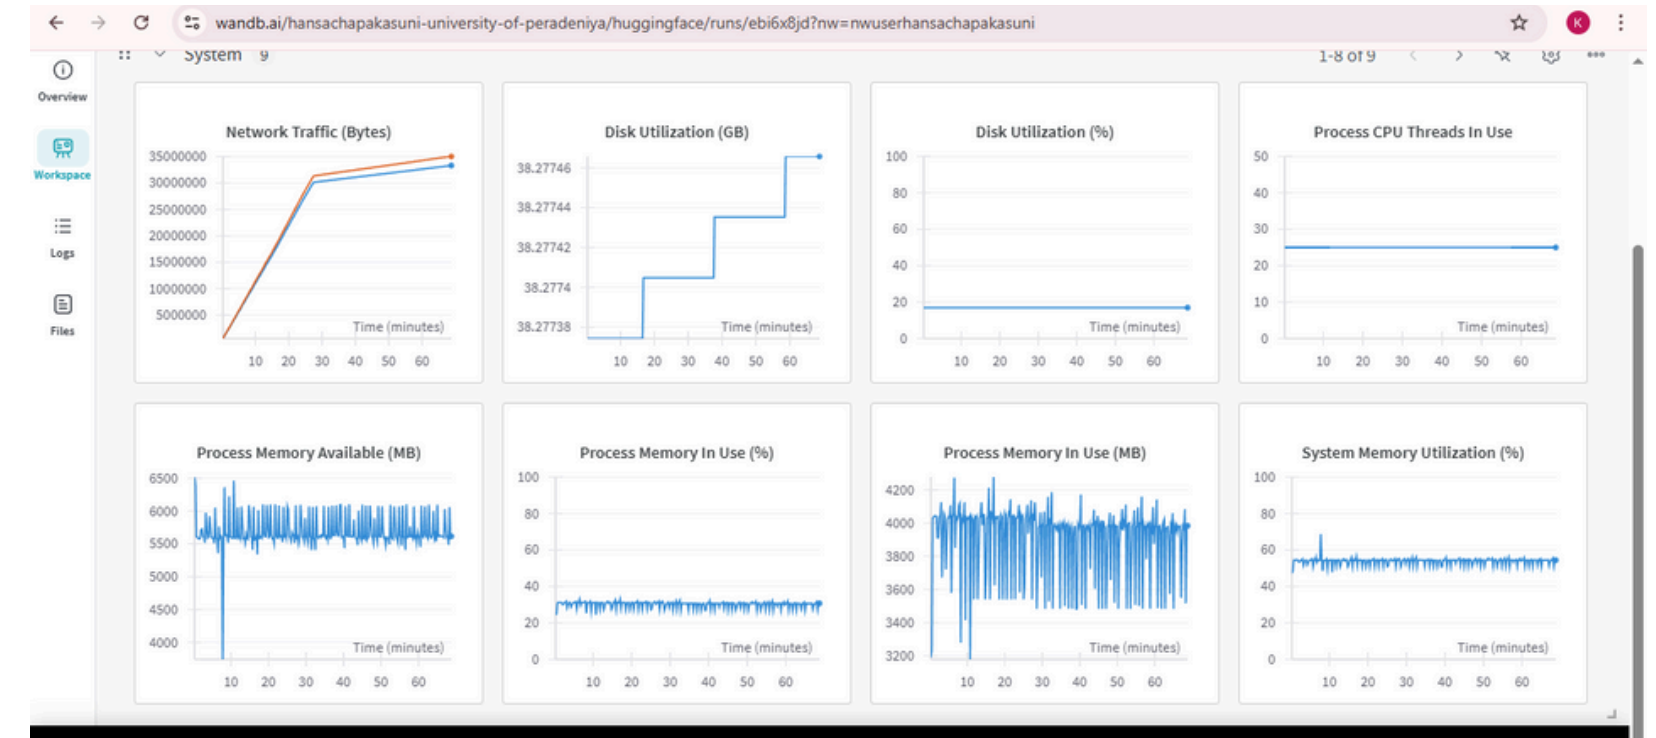 wandb.ai/hansachapakasuni-university-of-peradeniya/huggingface/runs/ebi6x8jd?nw=nwuserhansachapakasuni
K
System 9
1-8 of 9
Overview
Workspace
Logs
Files
Network Traffic (Bytes)
35000000
30000000
25000000
20000000
15000000
10000000
5000000
Time (minutes)
10 20 30 40 50 60
Disk Utilization (GB)
38.27746
38.27744
38.27742
38.2774
38.27738
Time (minutes)
10 20 30 40 50 60
Disk Utilization (%)
100
80
60
40
20
0
Time (minutes)
10 20 30 40 50 60
Process CPU Threads In Use
50
40
30
20
10
0
Time (minutes)
10 20 30 40 50 60
Process Memory Available (MB)
6500
6000
5500
5000
4500
4000
Time (minutes)
10 20 30 40 50 60
Process Memory In Use (%)
100
80
60
40
20
0
Time (minutes)
10 20 30 40 50 60
Process Memory In Use (MB)
4200
4000
3800
3600
3400
3200
Time (minutes)
10 20 30 40 50 60
System Memory Utilization (%)
100
80
60
40
20
0
Time (minutes)
10 20 30 40 50 60